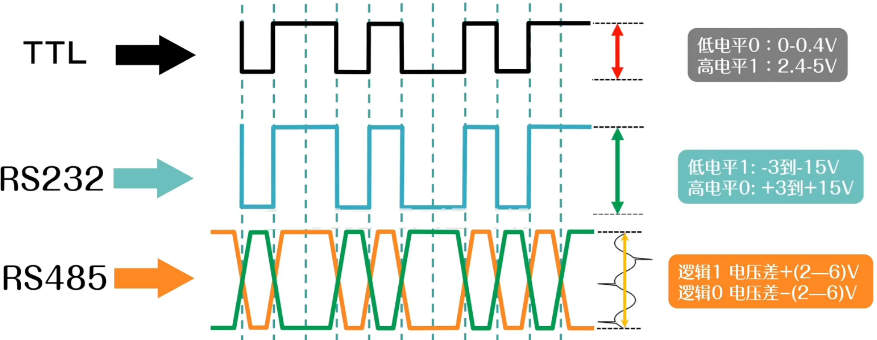 TTL
低电平0：0-0.4V
高电平1：2.4-5V
RS232
低电平1: -3到-15V
高电平0: +3到+15V
RS485
逻辑1 电压差+(2—6)V
逻辑0 电压差-(2—6)V